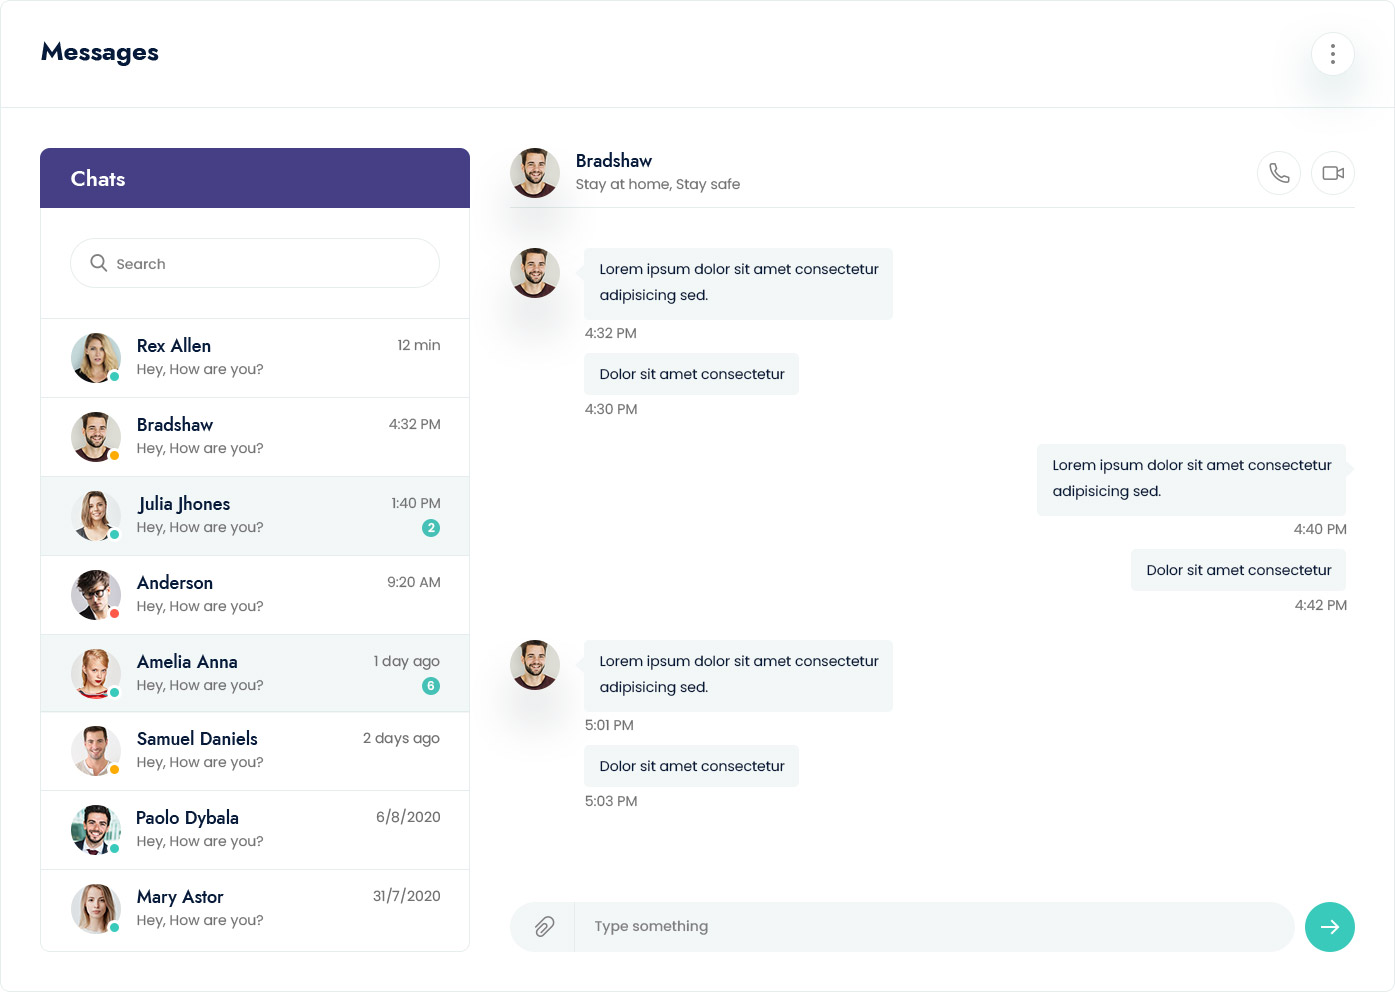 Messages
Chats
Search
Rex Allen
12 min
Hey, How are you?
Bradshaw
4:32 PM
Hey, How are you?
Julia Jhones
1:40 PM
Hey, How are you?
2
Anderson
9:20 AM
Hey, How are you?
Amelia Anna
1 day ago
Hey, How are you?
6
Samuel Daniels
2 days ago
Hey, How are you?
Paolo Dybala
6/8/2020
Hey, How are you?
Mary Astor
31/7/2020
Hey, How are you?
Bradshaw
Stay at home, Stay safe
Lorem ipsum dolor sit amet consectetur
adipisicing sed.
4:32 PM
Dolor sit amet consectetur
4:30 PM
Lorem ipsum dolor sit amet consectetur
adipisicing sed.
4:40 PM
Dolor sit amet consectetur
4:42 PM
Lorem ipsum dolor sit amet consectetur
adipisicing sed.
5:01 PM
Dolor sit amet consectetur
5:03 PM
Type something